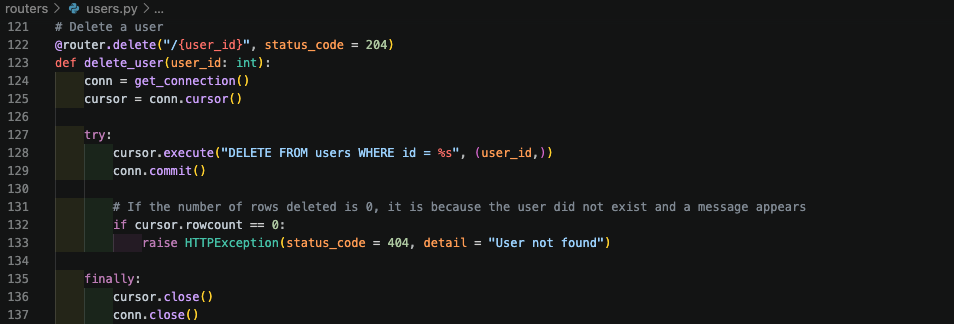 routers > users.py > ...
121 # Delete a user
122 @router.delete("/{user_id}", status_code = 204)
123 def delete_user(user_id: int):
124     conn = get_connection()
125     cursor = conn.cursor()
126
127     try:
128         cursor.execute("DELETE FROM users WHERE id = %s", (user_id,))
129         conn.commit()
130
131         # If the number of rows deleted is 0, it is because the user did not exist and a message appears
132         if cursor.rowcount == 0:
133             raise HTTPException(status_code = 404, detail = "User not found")
134
135     finally:
136         cursor.close()
137         conn.close()